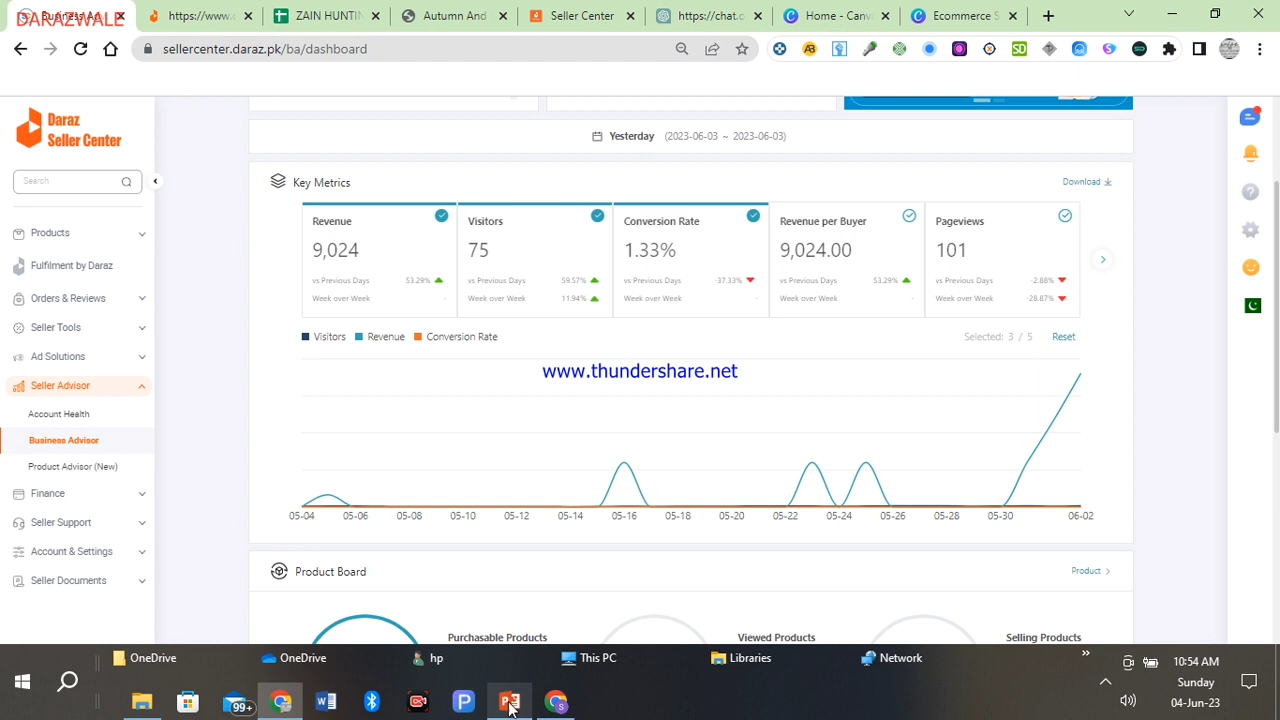 DARAZWALE
https://www.c
ZAIN HUNTIN
Autumn And
Seller Center
https://chat.c
Home - Canv
Ecommerce S
sellercenter.daraz.pk/ba/dashboard
Daraz
Seller Center
Search
Products
Fulfilment by Daraz
Orders & Reviews
Seller Tools
Ad Solutions
Seller Advisor
Account Health
Business Advisor
Product Advisor (New)
Finance
Seller Support
Account & Settings
Seller Documents
Yesterday (2023-06-03 ~ 2023-06-03)
Key Metrics
Download
Revenue
9,024
vs Previous Days 53.29%
Week over Week -
Visitors
75
vs Previous Days 59.57%
Week over Week 11.94%
Conversion Rate
1.33%
vs Previous Days -37.33%
Week over Week -
Revenue per Buyer
9,024.00
vs Previous Days 53.29%
Week over Week -
Pageviews
101
vs Previous Days -2.88%
Week over Week -28.87%
Visitors Revenue Conversion Rate
Selected: 3 / 5 Reset
www.thundershare.net
05-04 05-06 05-08 05-10 05-12 05-14 05-16 05-18 05-20 05-22 05-24 05-26 05-28 05-30 06-02
Product Board
Product
Purchasable Products
Viewed Products
Selling Products
OneDrive
OneDrive
hp
This PC
Libraries
Network
99+
10:54 AM
Sunday
04-Jun-23